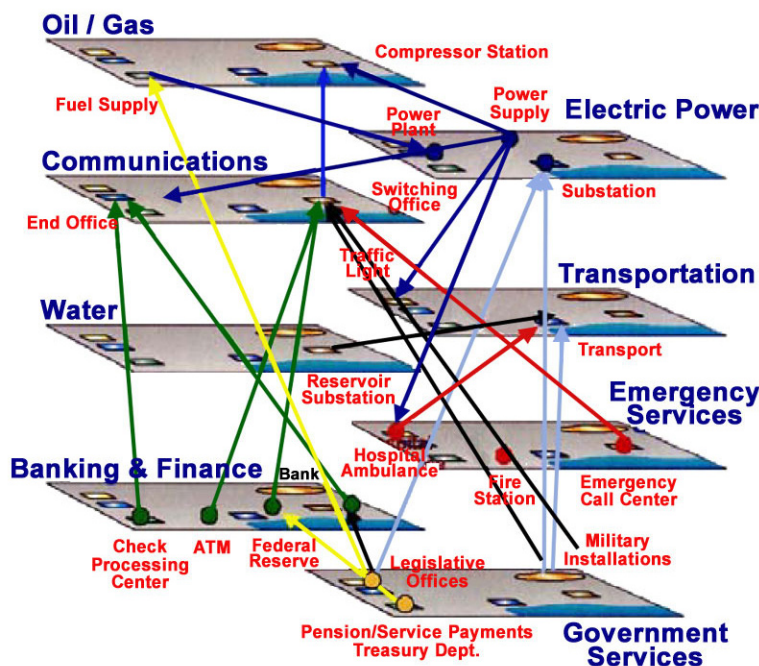 Oil / Gas
Compressor Station
Fuel Supply
Power
Plant
Power
Supply
Electric Power
Communications
Switching
Office
Substation
End Office
Traffic
Light
Transportation
Water
Transport
Reservoir
Substation
Emergency
Services
Hospital
Ambulance
Banking & Finance
Bank
Fire
Station
Emergency
Call Center
Check
Processing
Center
ATM
Federal
Reserve
Legislative
Offices
Military
Installations
Pension/Service Payments
Treasury Dept.
Government
Services